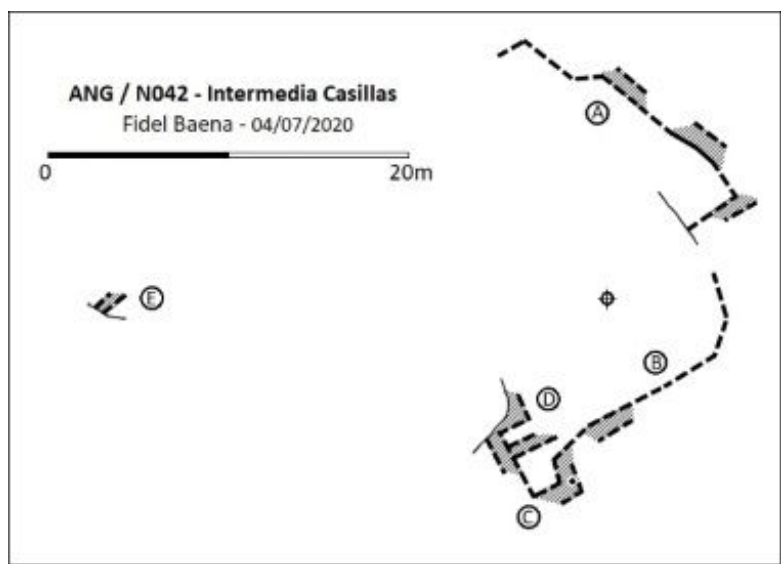 ANG / N042 - Intermedia Casillas
Fidel Baena - 04/07/2020
0 20m
A
E
B
D
C